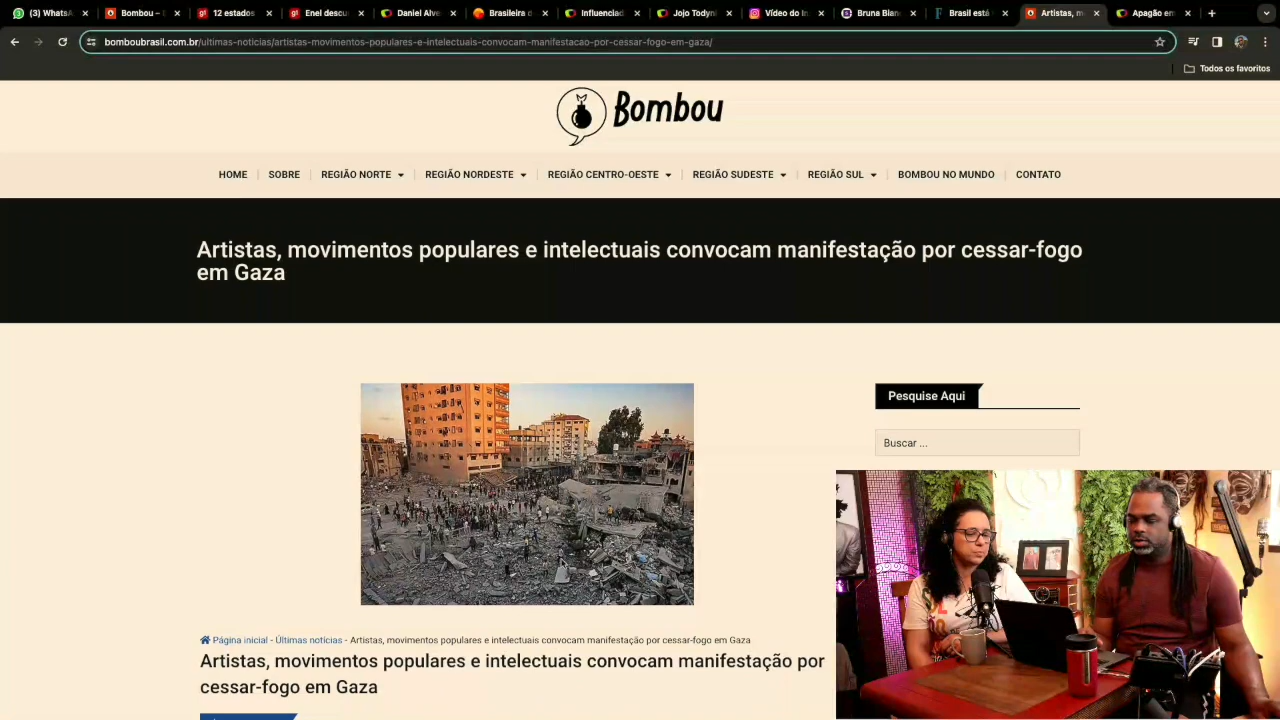 (3) WhatsA
Bombou – I
12 estados
Enel descu
Daniel Alve
Brasileira d
Influenciad
Jojo Todyn
Vídeo do In
Bruna Bian
Brasil está
Artistas, m
Apagão em
bomboubrasil.com.br/ultimas-noticias/artistas-movimentos-populares-e-intelectuais-convocam-manifestacao-por-cessar-fogo-em-gaza/
Todos os favoritos
Bombou
HOME
SOBRE
REGIÃO NORTE
REGIÃO NORDESTE
REGIÃO CENTRO-OESTE
REGIÃO SUDESTE
REGIÃO SUL
BOMBOU NO MUNDO
CONTATO
Artistas, movimentos populares e intelectuais convocam manifestação por cessar-fogo
em Gaza
Pesquise Aqui
Buscar ...
Página inicial - Últimas notícias - Artistas, movimentos populares e intelectuais convocam manifestação por cessar-fogo em Gaza
Artistas, movimentos populares e intelectuais convocam manifestação por
cessar-fogo em Gaza